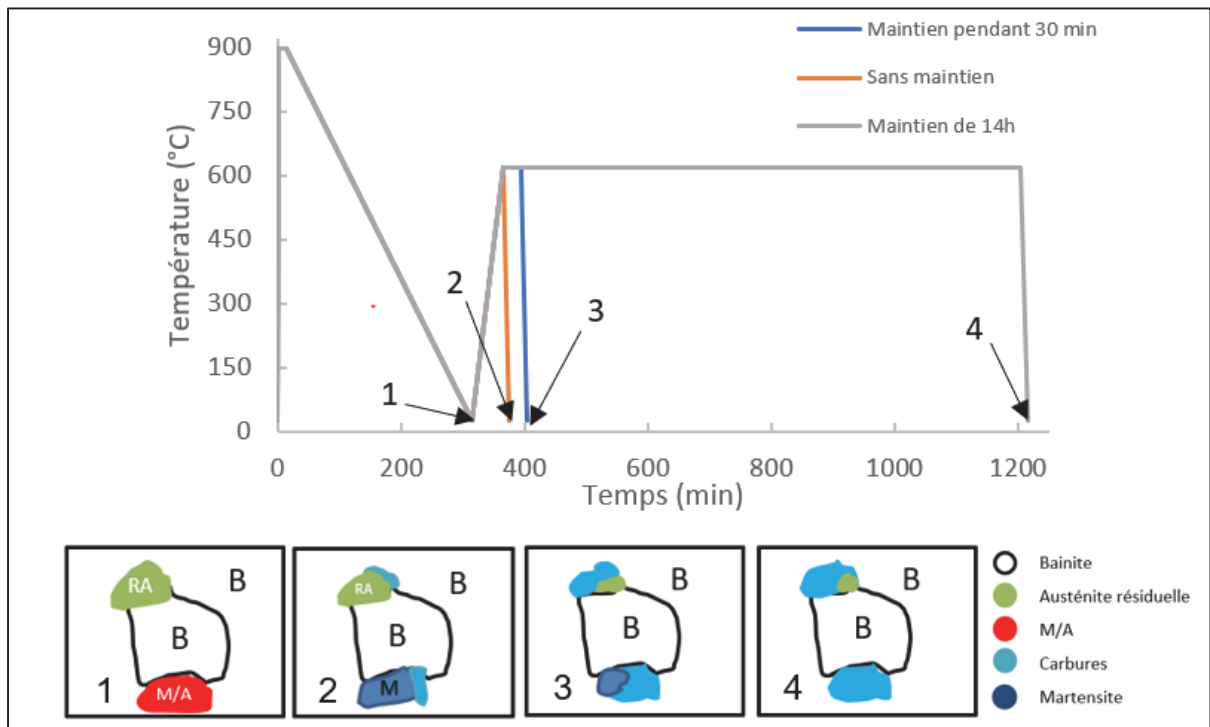 900
750
600
450
300
150
0
Température (°C)
Maintien pendant 30 min
Sans maintien
Maintien de 14h
1
2
3
4
0
200
400
600
800
1000
1200
Temps (min)
RA
B
B
1
M/A
RA
B
B
2
M
B
B
3
B
B
4
Bainite
Austénite résiduelle
M/A
Carbures
Martensite